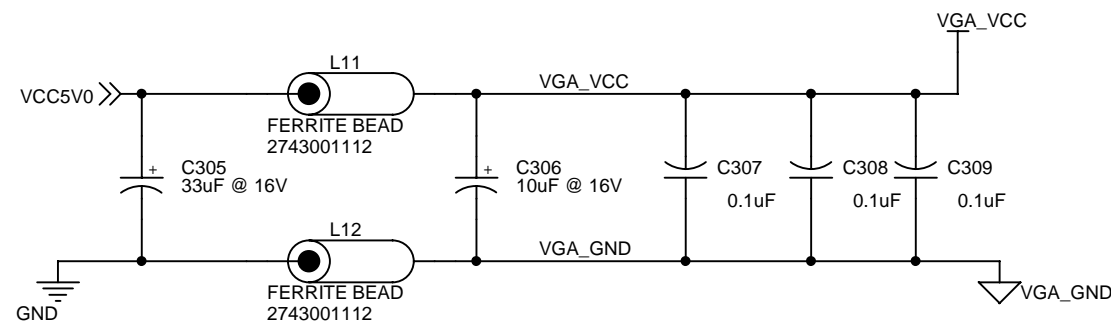 VGA_VCC
L11
VCC5V0
VGA_VCC
FERRITE BEAD
2743001112
+
C305
33uF @ 16V
+
C306
10uF @ 16V
C307
0.1uF
C308
0.1uF
C309
0.1uF
L12
VGA_GND
FERRITE BEAD
2743001112
GND
VGA_GND